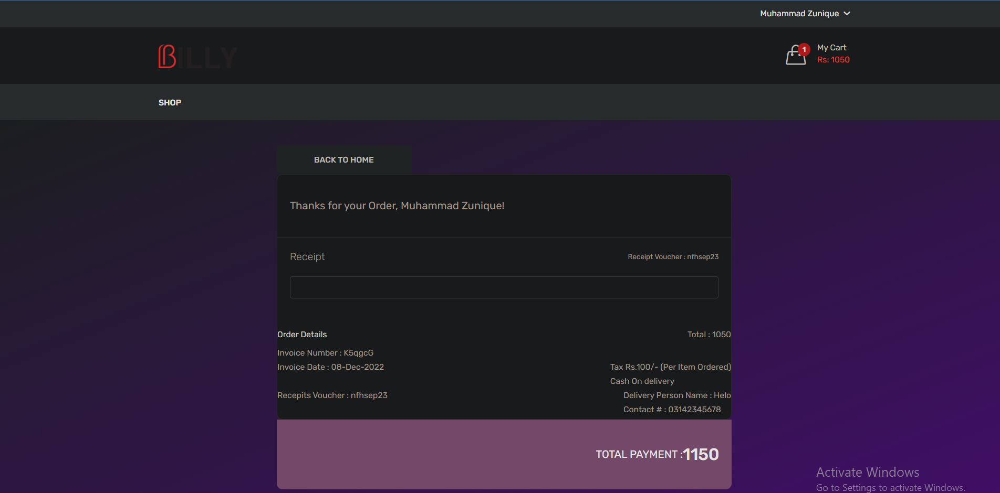 Muhammad Zunique
BILLY
1
My Cart
Rs: 1050
SHOP
BACK TO HOME
Thanks for your Order, Muhammad Zunique!
Receipt
Receipt Voucher : nfhsep23
Order Details
Total : 1050
Invoice Number : K5qgcG
Invoice Date : 08-Dec-2022
Tax Rs.100/- (Per Item Ordered)
Cash On delivery
Recepits Voucher : nfhsep23
Delivery Person Name : Helo
Contact # : 03142345678
TOTAL PAYMENT :1150
Activate Windows
Go to Settings to activate Windows.